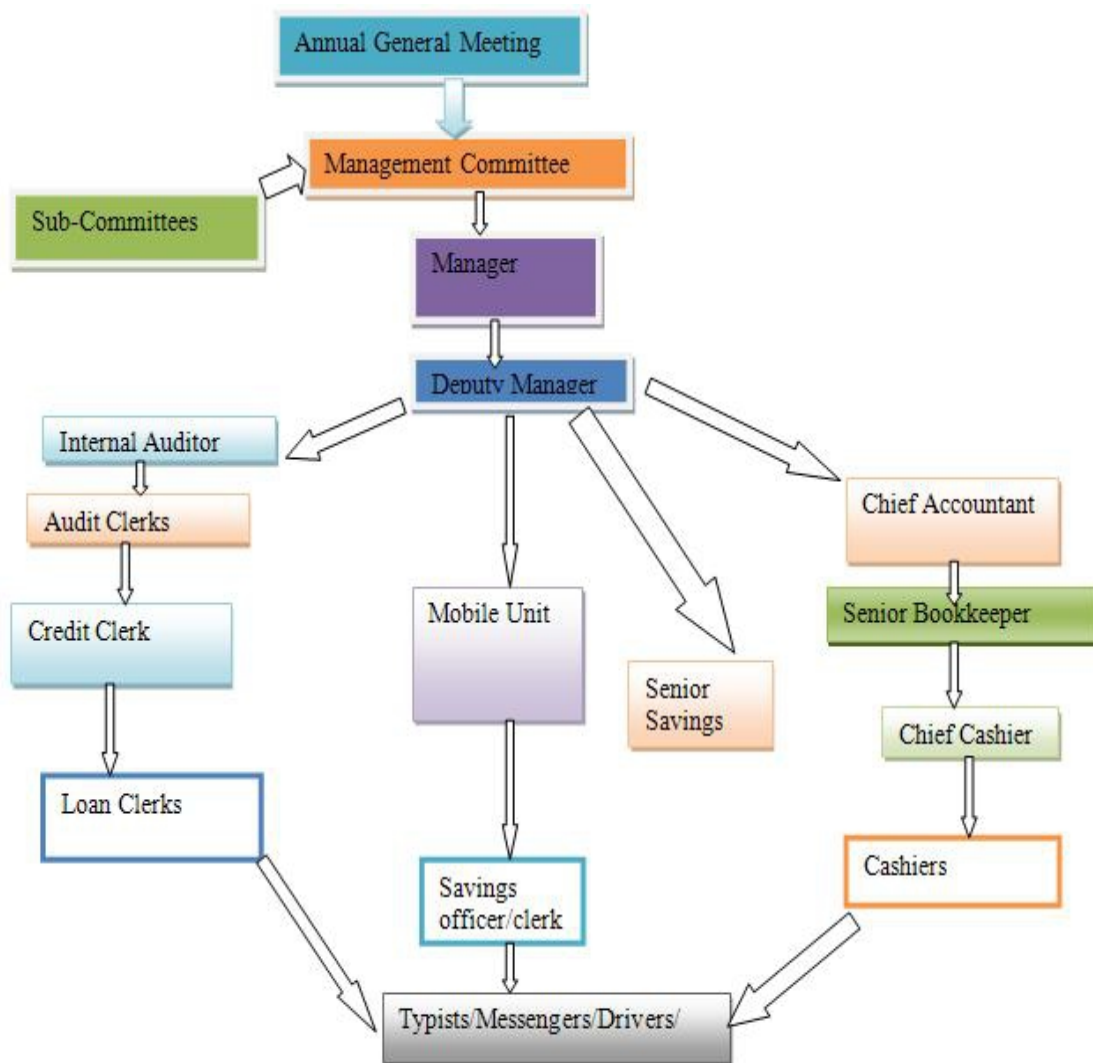 Annual General Meeting
Management Committee
Sub-Committees
Manager
Deputy Manager
Internal Auditor
Audit Clerks
Chief Accountant
Credit Clerk
Mobile Unit
Senior Bookkeeper
Senior
Savings
Chief Cashier
Loan Clerks
Savings
officer/clerk
Cashiers
Typists/Messengers/Drivers/